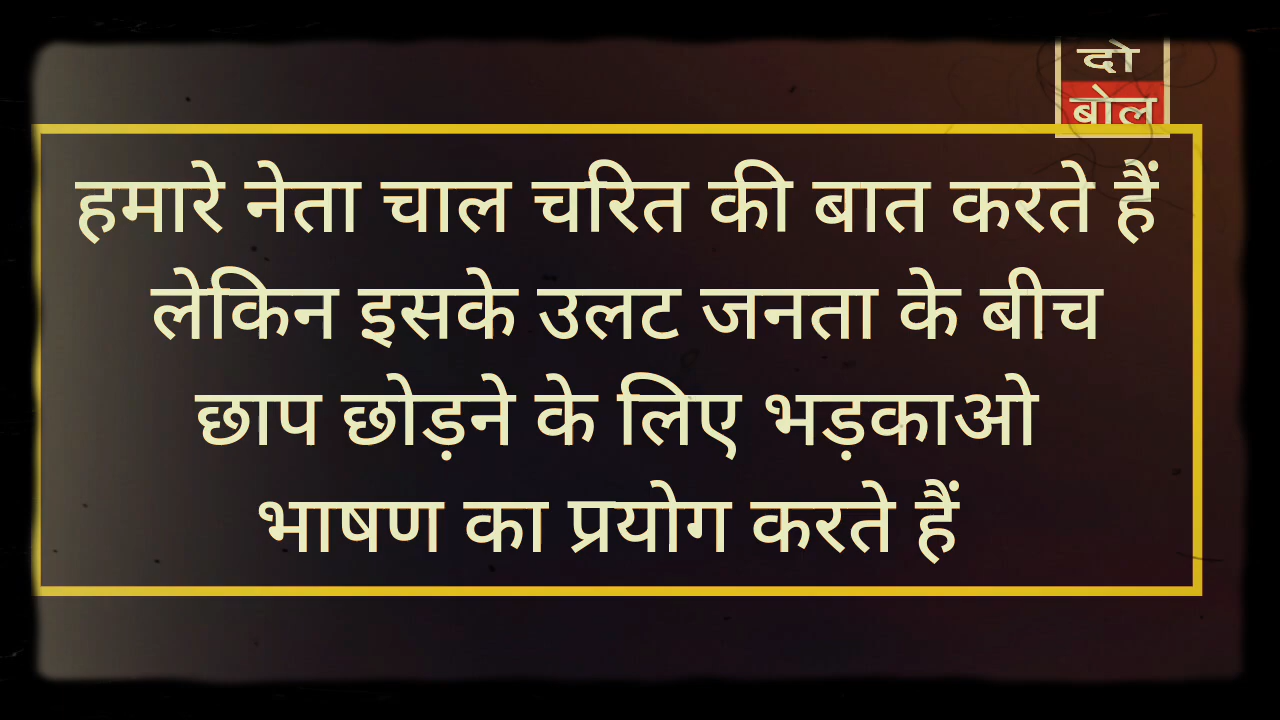 दो
बोल
हमारे नेता चाल चरित की बात करते हैं
लेकिन इसके उलट जनता के बीच
छाप छोड़ने के लिए भड़काओ
भाषण का प्रयोग करते हैं